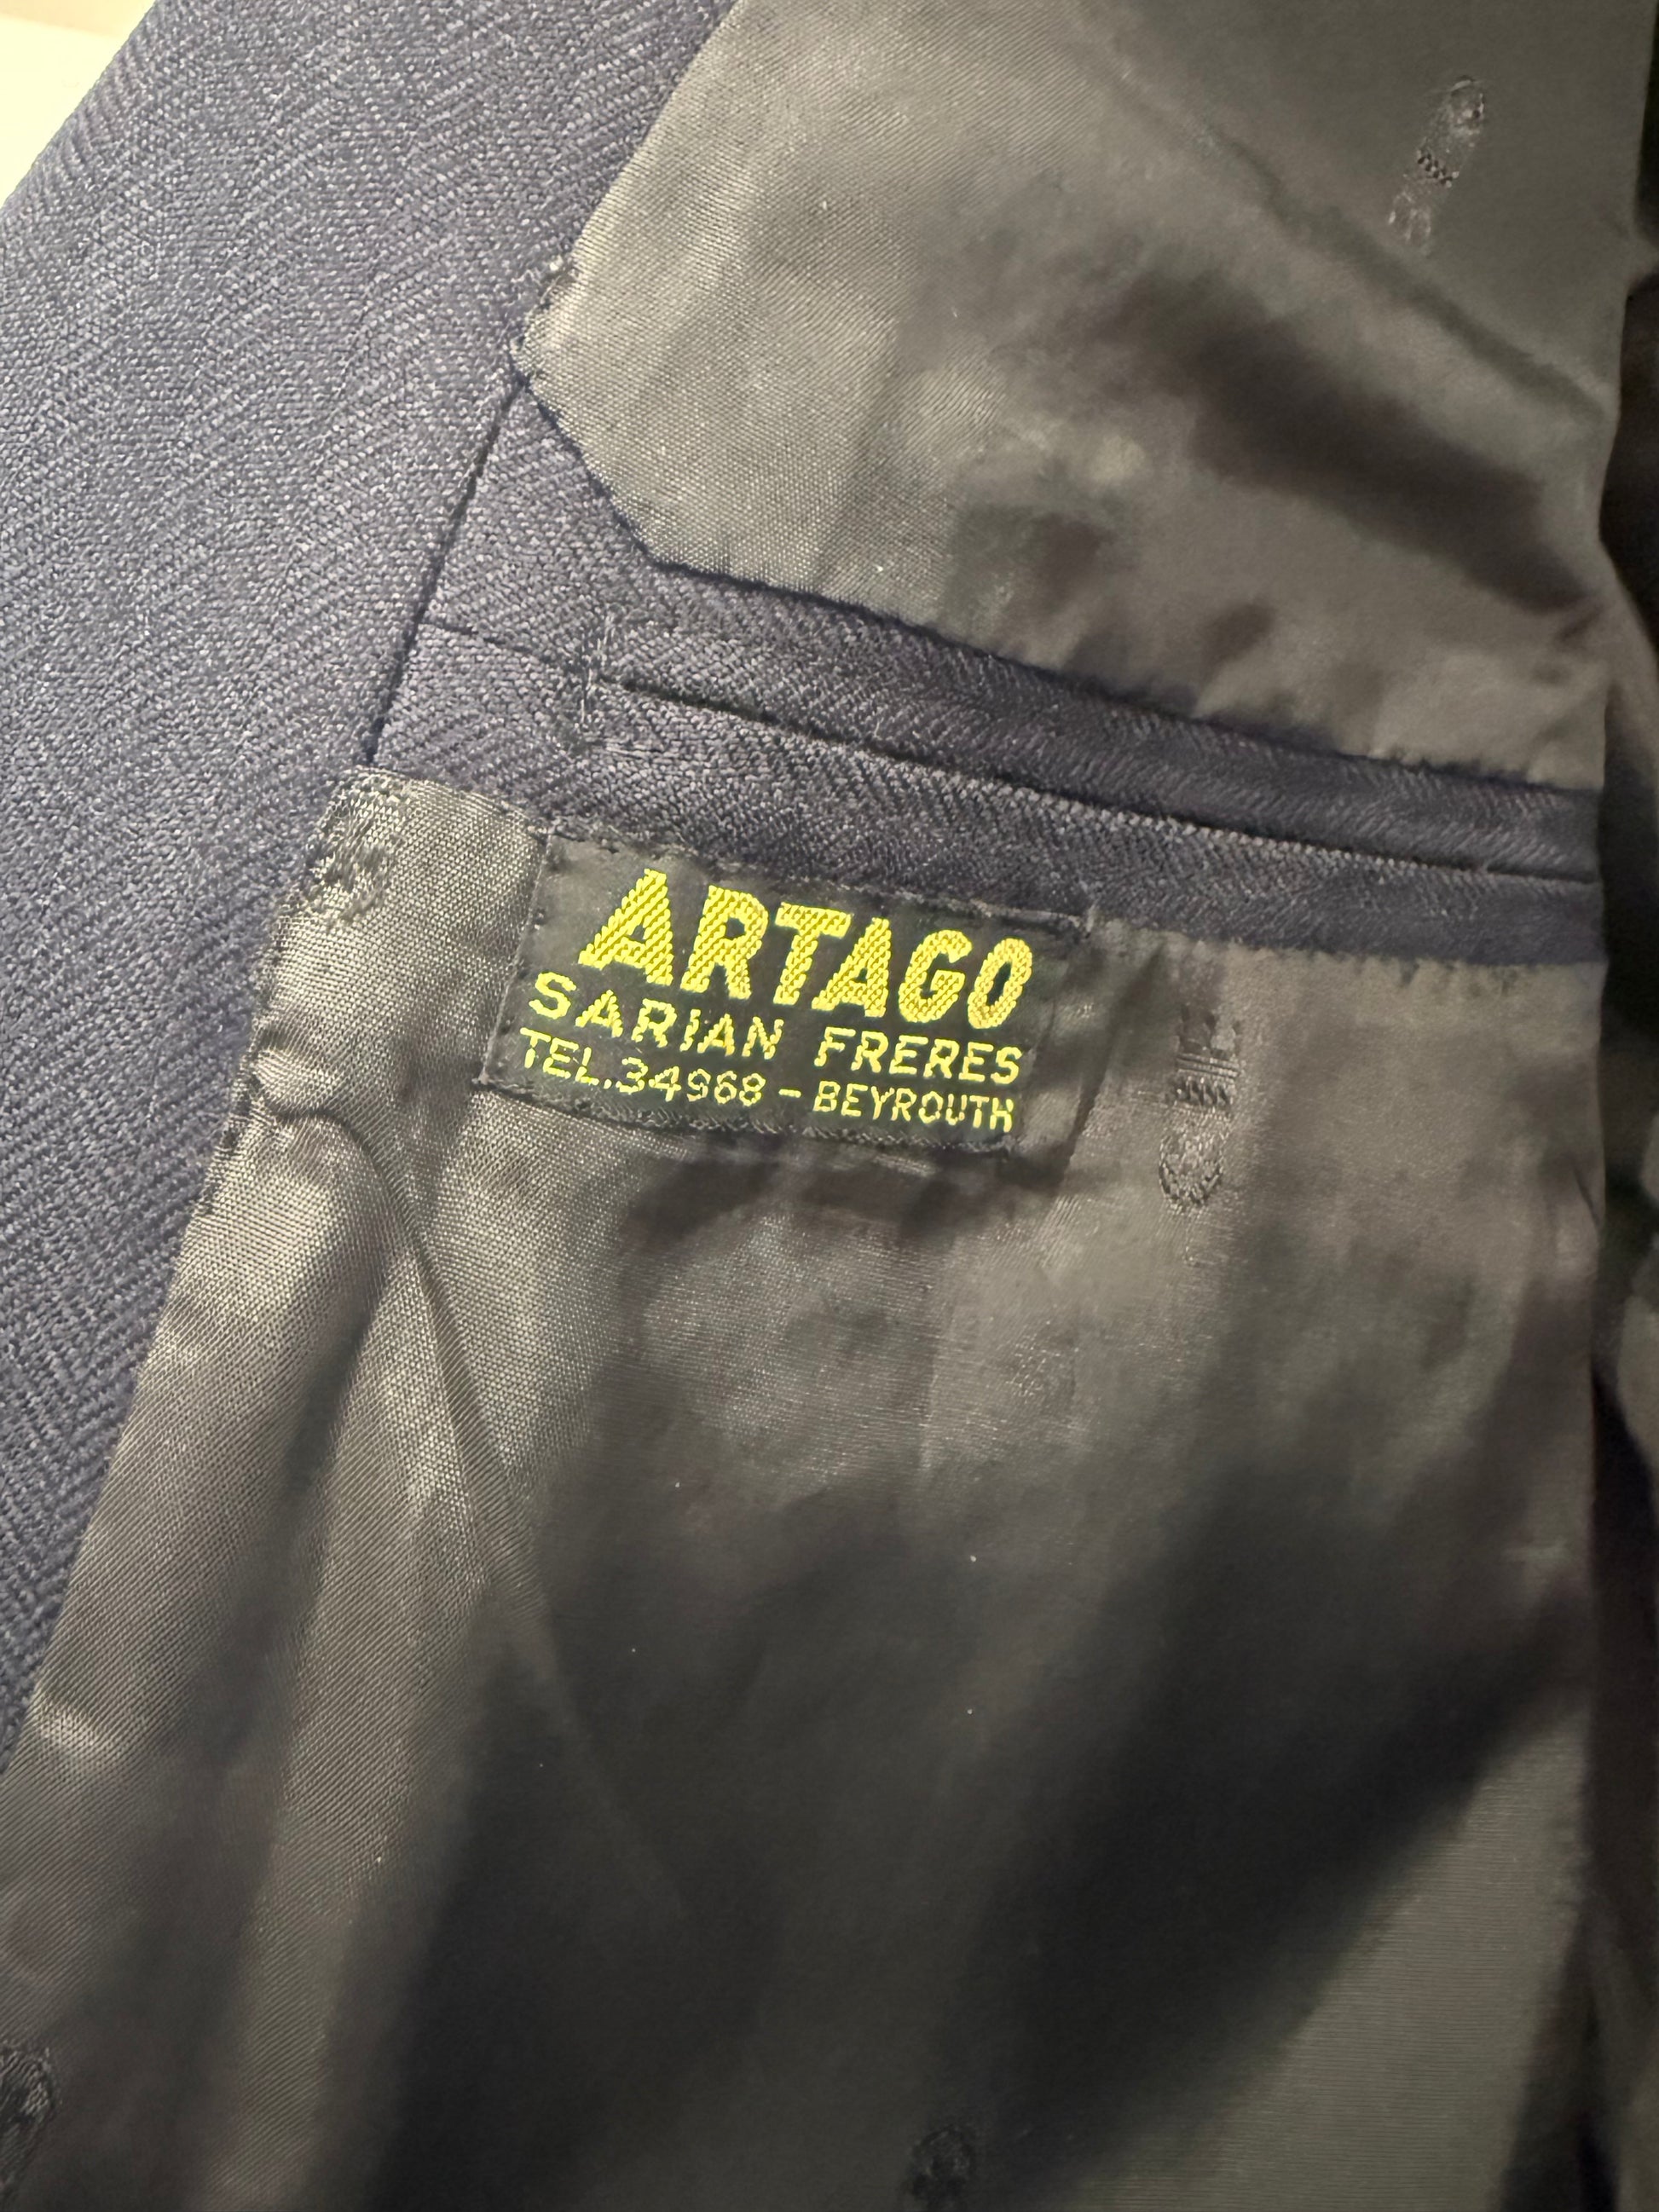 ARTAGO
SARIAN FRERES
TEL.34968 - BEYROUTH